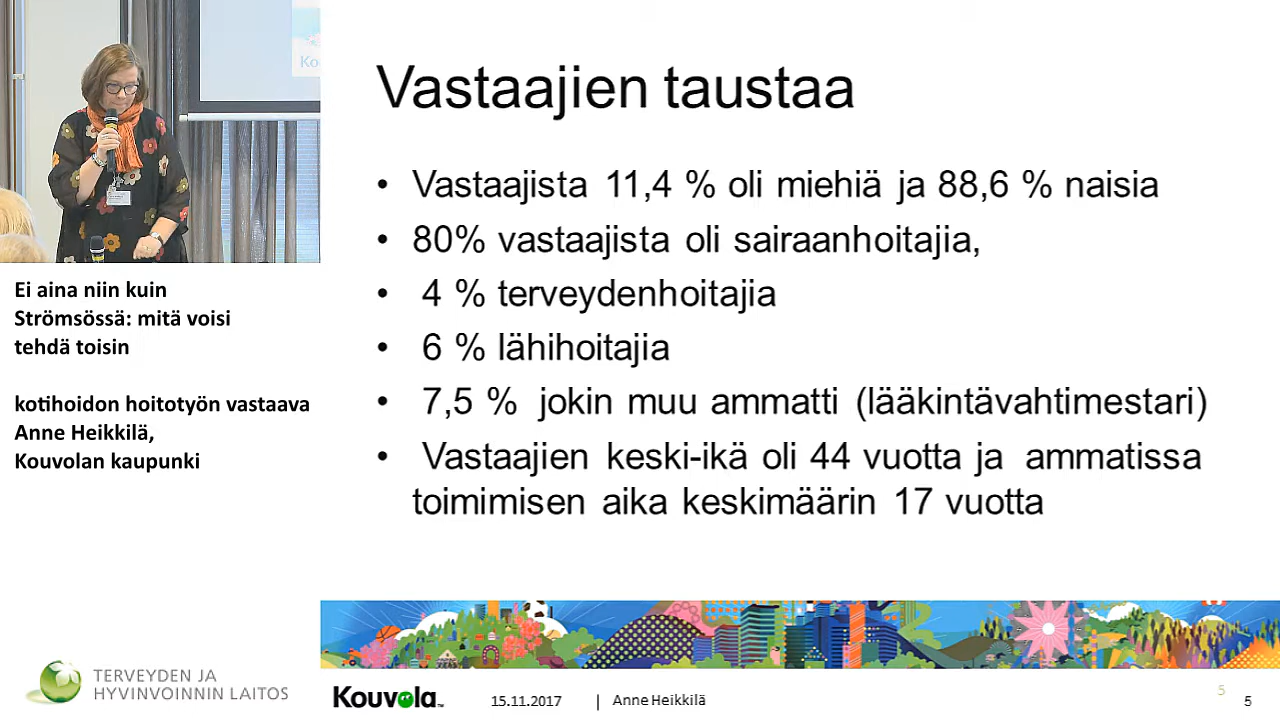 Ko
Ei aina niin kuin
Strömsössä: mitä voisi
tehdä toisin
kotihoidon hoitotyön vastaava
Anne Heikkilä,
Kouvolan kaupunki
TERVEYDEN JA
HYVINVOINNIN LAITOS
Vastaajien taustaa
• Vastaajista 11,4 % oli miehiä ja 88,6 % naisia
• 80% vastaajista oli sairaanhoitajia,
• 4 % terveydenhoitajia
• 6 % lähihoitajia
• 7,5 % jokin muu ammatti (lääkintävahtimestari)
• Vastaajien keski-ikä oli 44 vuotta ja ammatissa
toimimisen aika keskimäärin 17 vuotta
Kouvola™
15.11.2017 | Anne Heikkilä
5
5